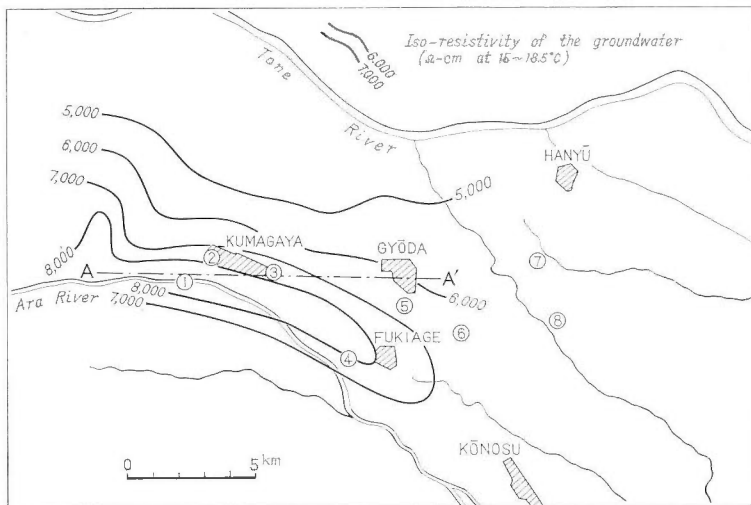 6.000
7.000
Iso-resistivity of the groundwater
(Ω-cm at 15~18.5°C)
Tone
River
5,000
6,000
7,000
8,000
5,000
HANYŪ
KUMAGAYA
GYŌDA
A
A'
②
③
①
⑦
6,000
Ara River
8,000
7,000
⑤
⑥
⑧
FUKIAGE
④
KŌNOSU
0
5 km